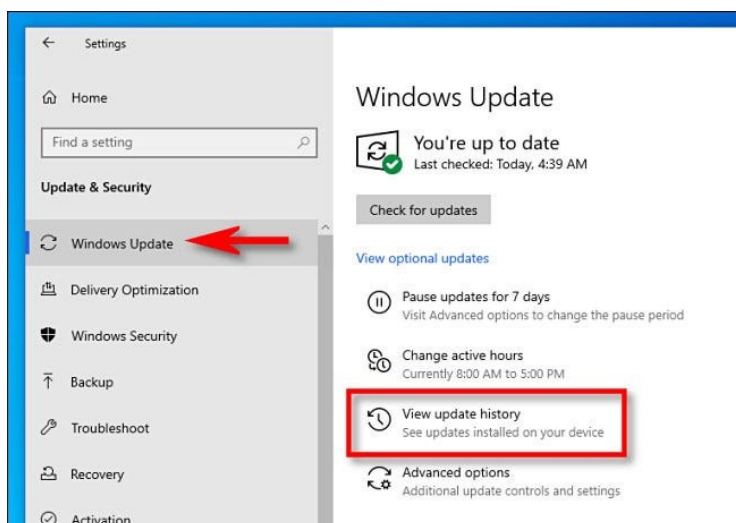 Settings
Home
Find a setting
Update & Security
Windows Update
Delivery Optimization
Windows Security
Backup
Troubleshoot
Recovery
Activation
Windows Update
You're up to date
Last checked: Today, 4:39 AM
Check for updates
View optional updates
Pause updates for 7 days
Visit Advanced options to change the pause period
Change active hours
Currently 8:00 AM to 5:00 PM
View update history
See updates installed on your device
Advanced options
Additional update controls and settings